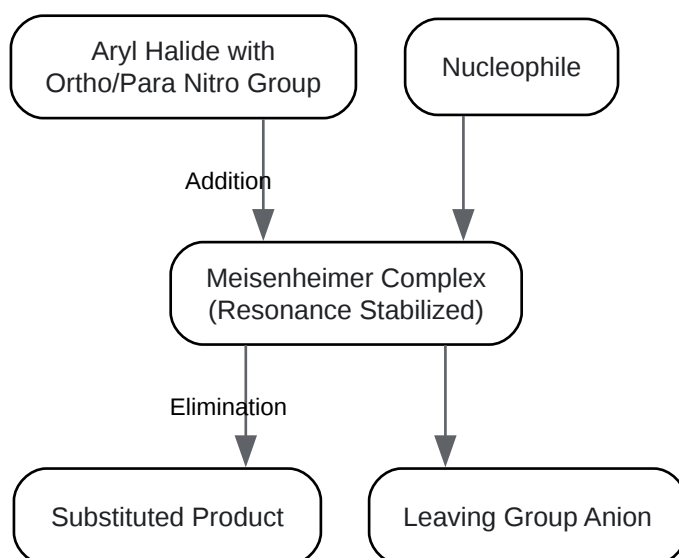 Aryl Halide with
Ortho/Para Nitro Group
Nucleophile
Addition
Meisenheimer Complex
(Resonance Stabilized)
Elimination
Substituted Product
Leaving Group Anion